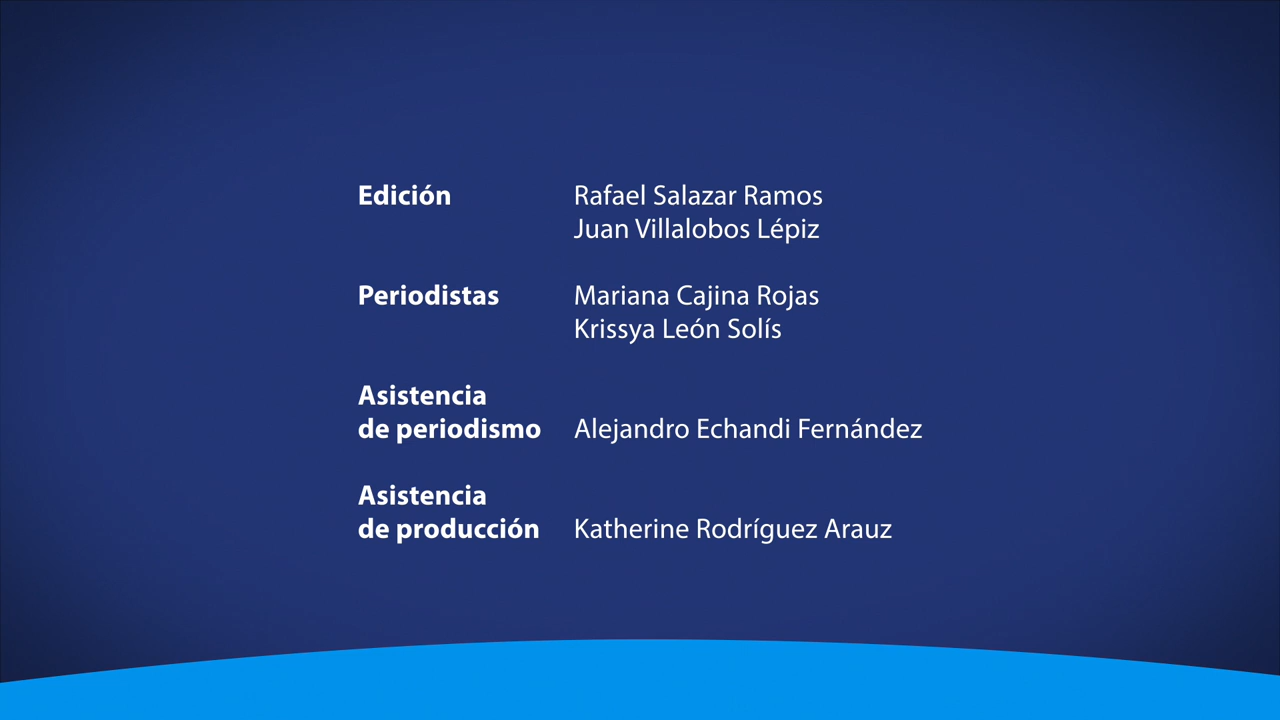 Edición Rafael Salazar Ramos
Juan Villalobos Lépiz
Periodistas Mariana Cajina Rojas
Krissya León Solís
Asistencia
de periodismo Alejandro Echandi Fernández
Asistencia
de producción Katherine Rodríguez Arauz